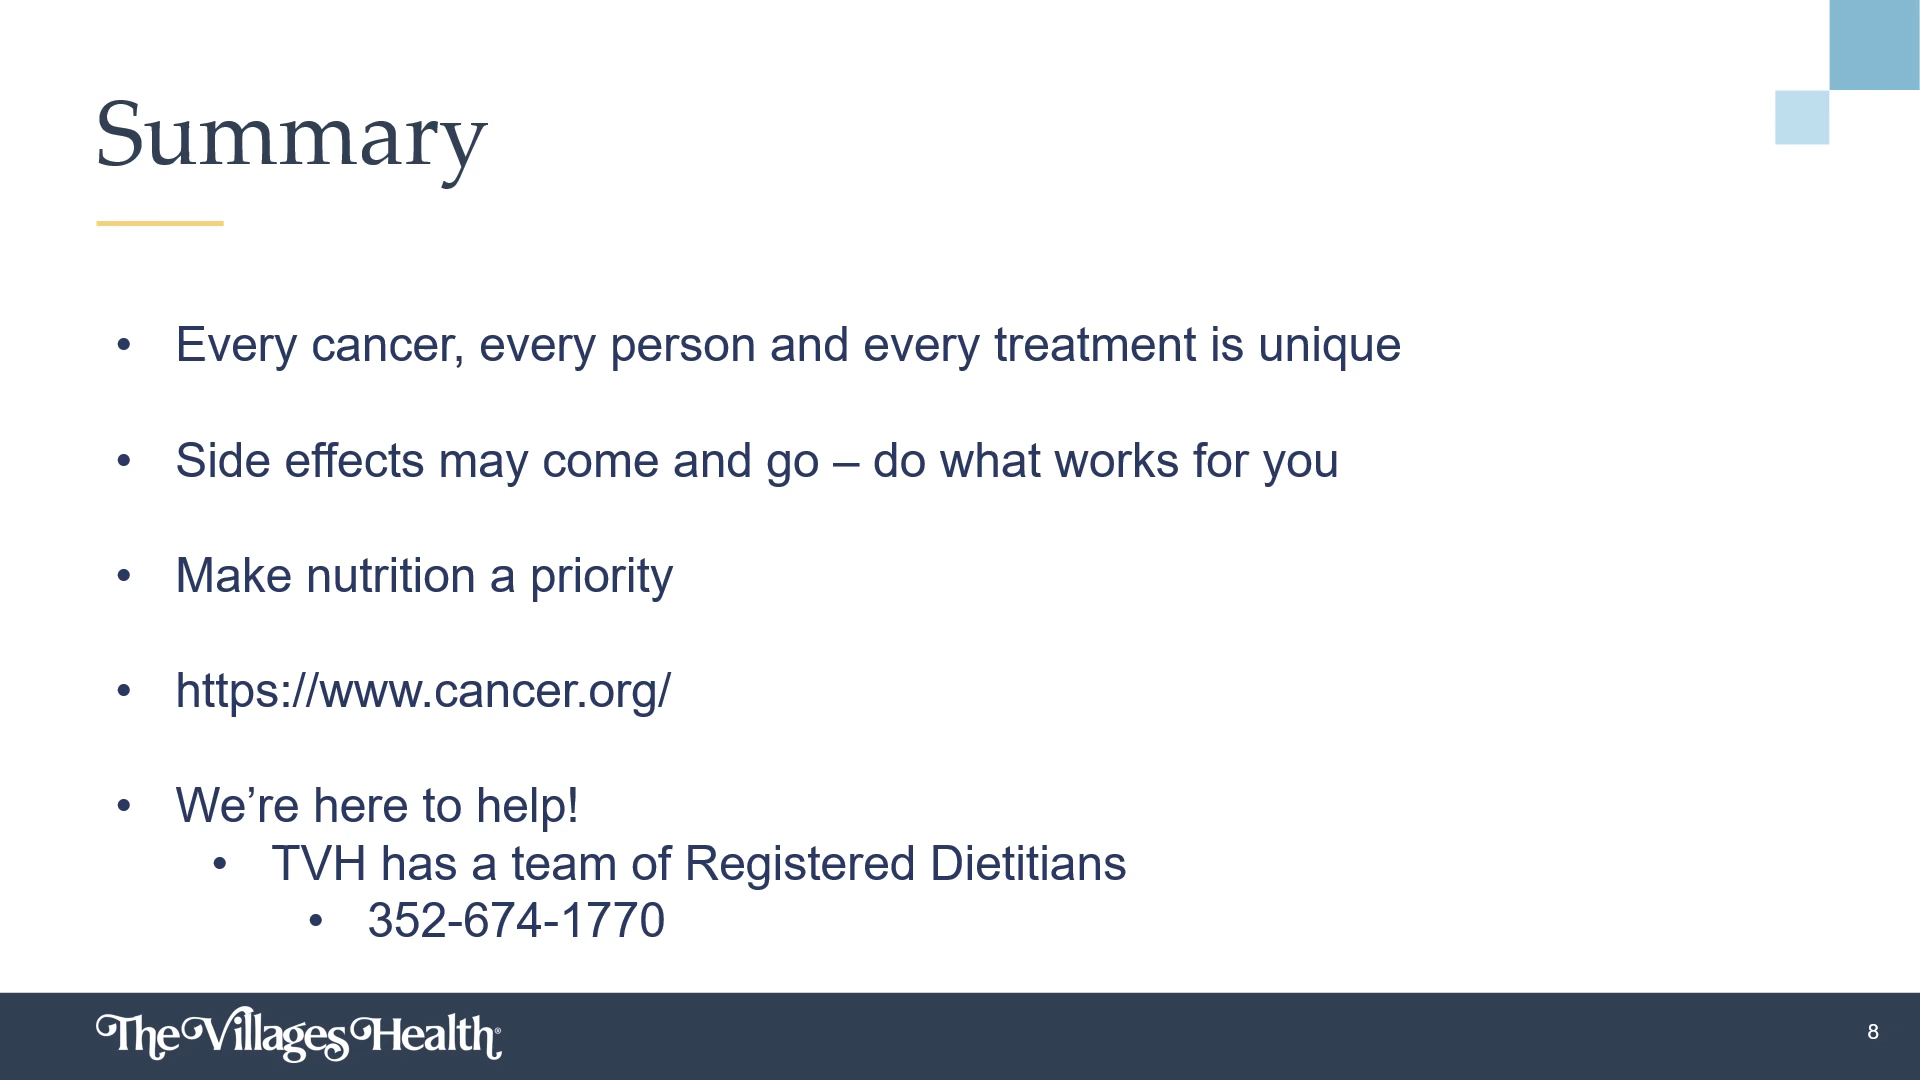 Summary
• Every cancer, every person and every treatment is unique
• Side effects may come and go – do what works for you
• Make nutrition a priority
• https://www.cancer.org/
• We’re here to help!
• TVH has a team of Registered Dietitians
• 352-674-1770
The Villages Health®
8